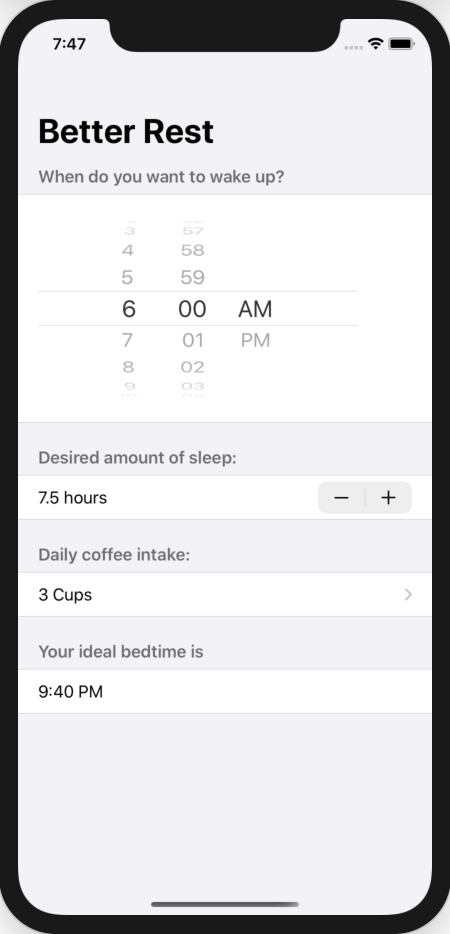 7:47
Better Rest
When do you want to wake up?
3 57
4 58
5 59
6 00 AM
7 01 PM
8 02
9 03
Desired amount of sleep:
7.5 hours − +
Daily coffee intake:
3 Cups
Your ideal bedtime is
9:40 PM